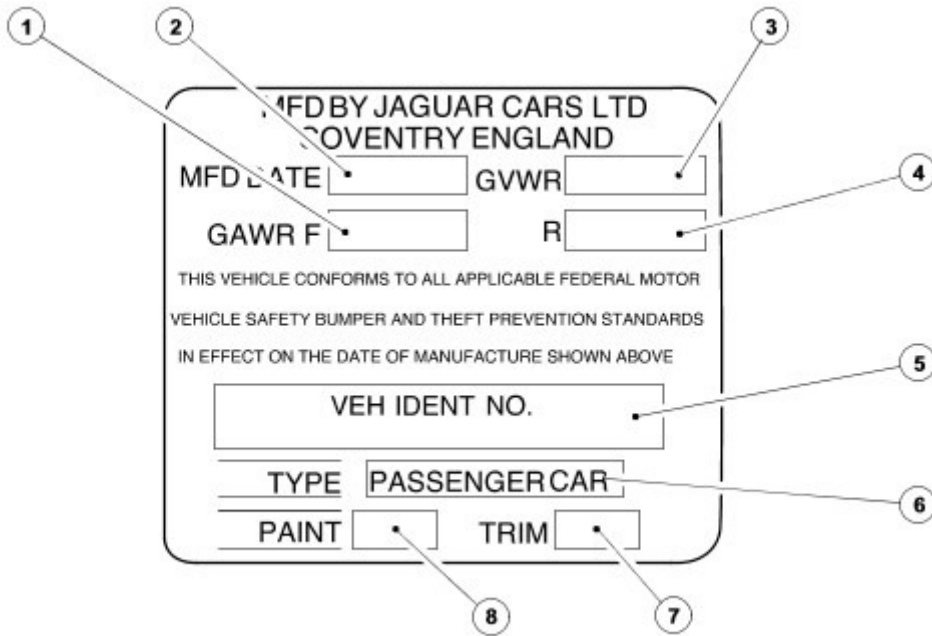 1 2 3
MFD BY JAGUAR CARS LTD
COVENTRY ENGLAND
MFD DATE GVWR
4
GAWR F R
THIS VEHICLE CONFORMS TO ALL APPLICABLE FEDERAL MOTOR
VEHICLE SAFETY BUMPER AND THEFT PREVENTION STANDARDS
IN EFFECT ON THE DATE OF MANUFACTURE SHOWN ABOVE
5
VEH IDENT NO.
TYPE PASSENGER CAR
6
PAINT TRIM
8 7